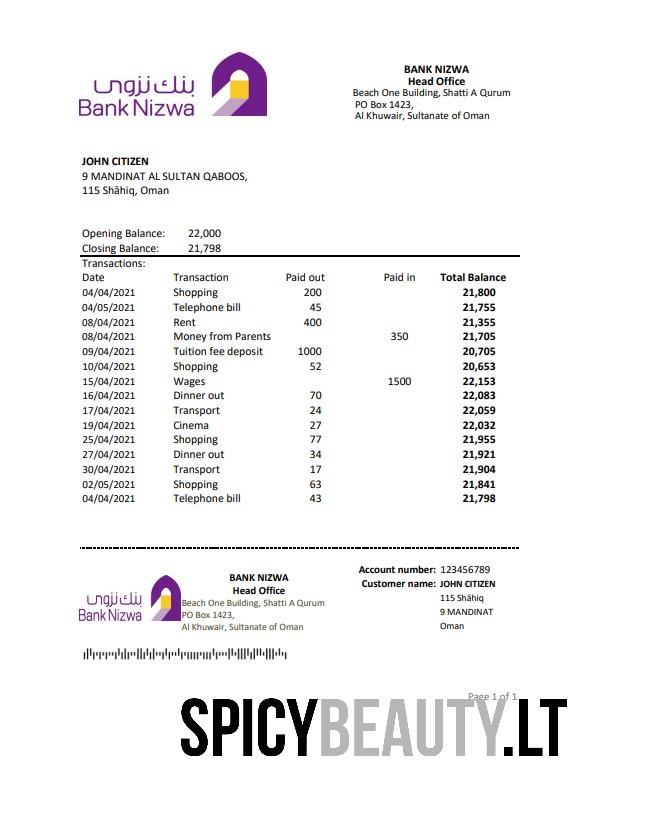 بنك نزوى
Bank Nizwa
BANK NIZWA
Head Office
Beach One Building, Shatti A Qurum
PO Box 1423,
Al Khuwair, Sultanate of Oman
JOHN CITIZEN
9 MANDINAT AL SULTAN QABOOS,
115 Shāhiq, Oman
Opening Balance: 22,000
Closing Balance: 21,798
Transactions:
Date Transaction Paid out Paid in Total Balance
04/04/2021 Shopping 200 21,800
04/05/2021 Telephone bill 45 21,755
08/04/2021 Rent 400 21,355
08/04/2021 Money from Parents 350 21,705
09/04/2021 Tuition fee deposit 1000 20,705
10/04/2021 Shopping 52 20,653
15/04/2021 Wages 1500 22,153
16/04/2021 Dinner out 70 22,083
17/04/2021 Transport 24 22,059
19/04/2021 Cinema 27 22,032
25/04/2021 Shopping 77 21,955
27/04/2021 Dinner out 34 21,921
30/04/2021 Transport 17 21,904
02/05/2021 Shopping 63 21,841
04/04/2021 Telephone bill 43 21,798
بنك نزوى
Bank Nizwa
BANK NIZWA
Head Office
Beach One Building, Shatti A Qurum
PO Box 1423,
Al Khuwair, Sultanate of Oman
Account number: 123456789
Customer name: JOHN CITIZEN
115 Shāhiq
9 MANDINAT
Oman
Page 1 of 1
SPICYBEAUTY.LT